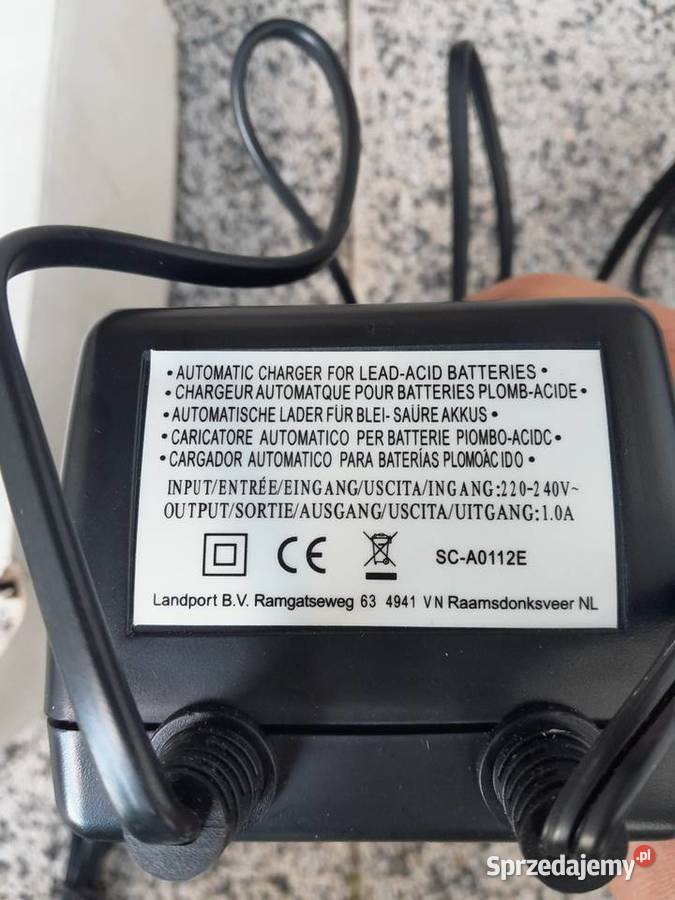 • AUTOMATIC CHARGER FOR LEAD-ACID BATTERIES •
• CHARGEUR AUTOMATQUE POUR BATTERIES PLOMB-ACIDE •
• AUTOMATISCHE LADER FÜR BLEI- SAÜRE AKKUS •
• CARICATORE AUTOMATICO PER BATTERIE PIOMBO-ACIDC •
• CARGADOR AUTOMATICO PARA BATERÍAS PLOMOÁCIDO •
INPUT/ENTRÉE/EINGANG/USCITA/INGANG:220-240V~
OUTPUT/SORTIE/AUSGANG/USCITA/UITGANG:1.0A
CE SC-A0112E
Landport B.V. Ramgatseweg 63 4941 VN Raamsdonksveer NL
Sprzedajemy.pl